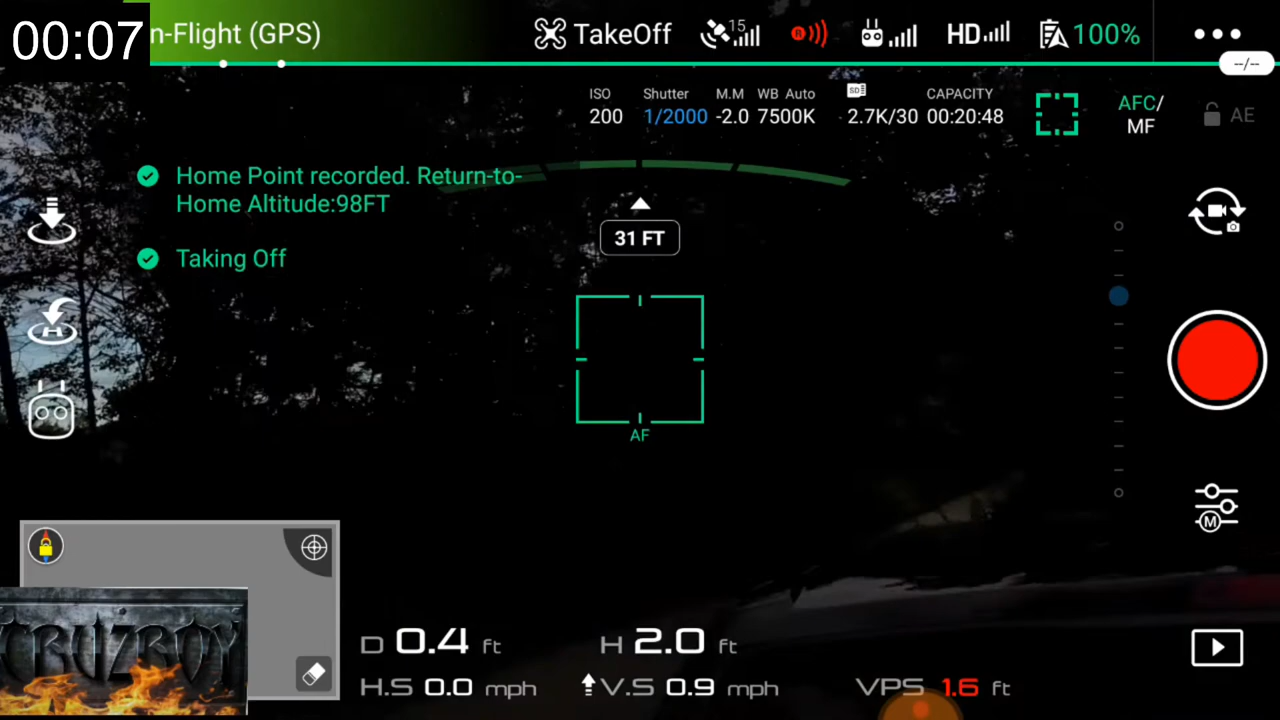 00:07
n-Flight (GPS)
TakeOff
15
R
HD
100%
--/--
ISO
200
Shutter
1/2000
M.M
-2.0
WB Auto
7500K
SD
2.7K/30
CAPACITY
00:20:48
AFC/
MF
AE
Home Point recorded. Return-to-
Home Altitude:98FT
Taking Off
31 FT
AF
H
M
CRUZBOY
D 0.4 ft
H 2.0 ft
H.S 0.0 mph
V.S 0.9 mph
VPS 1.6 ft